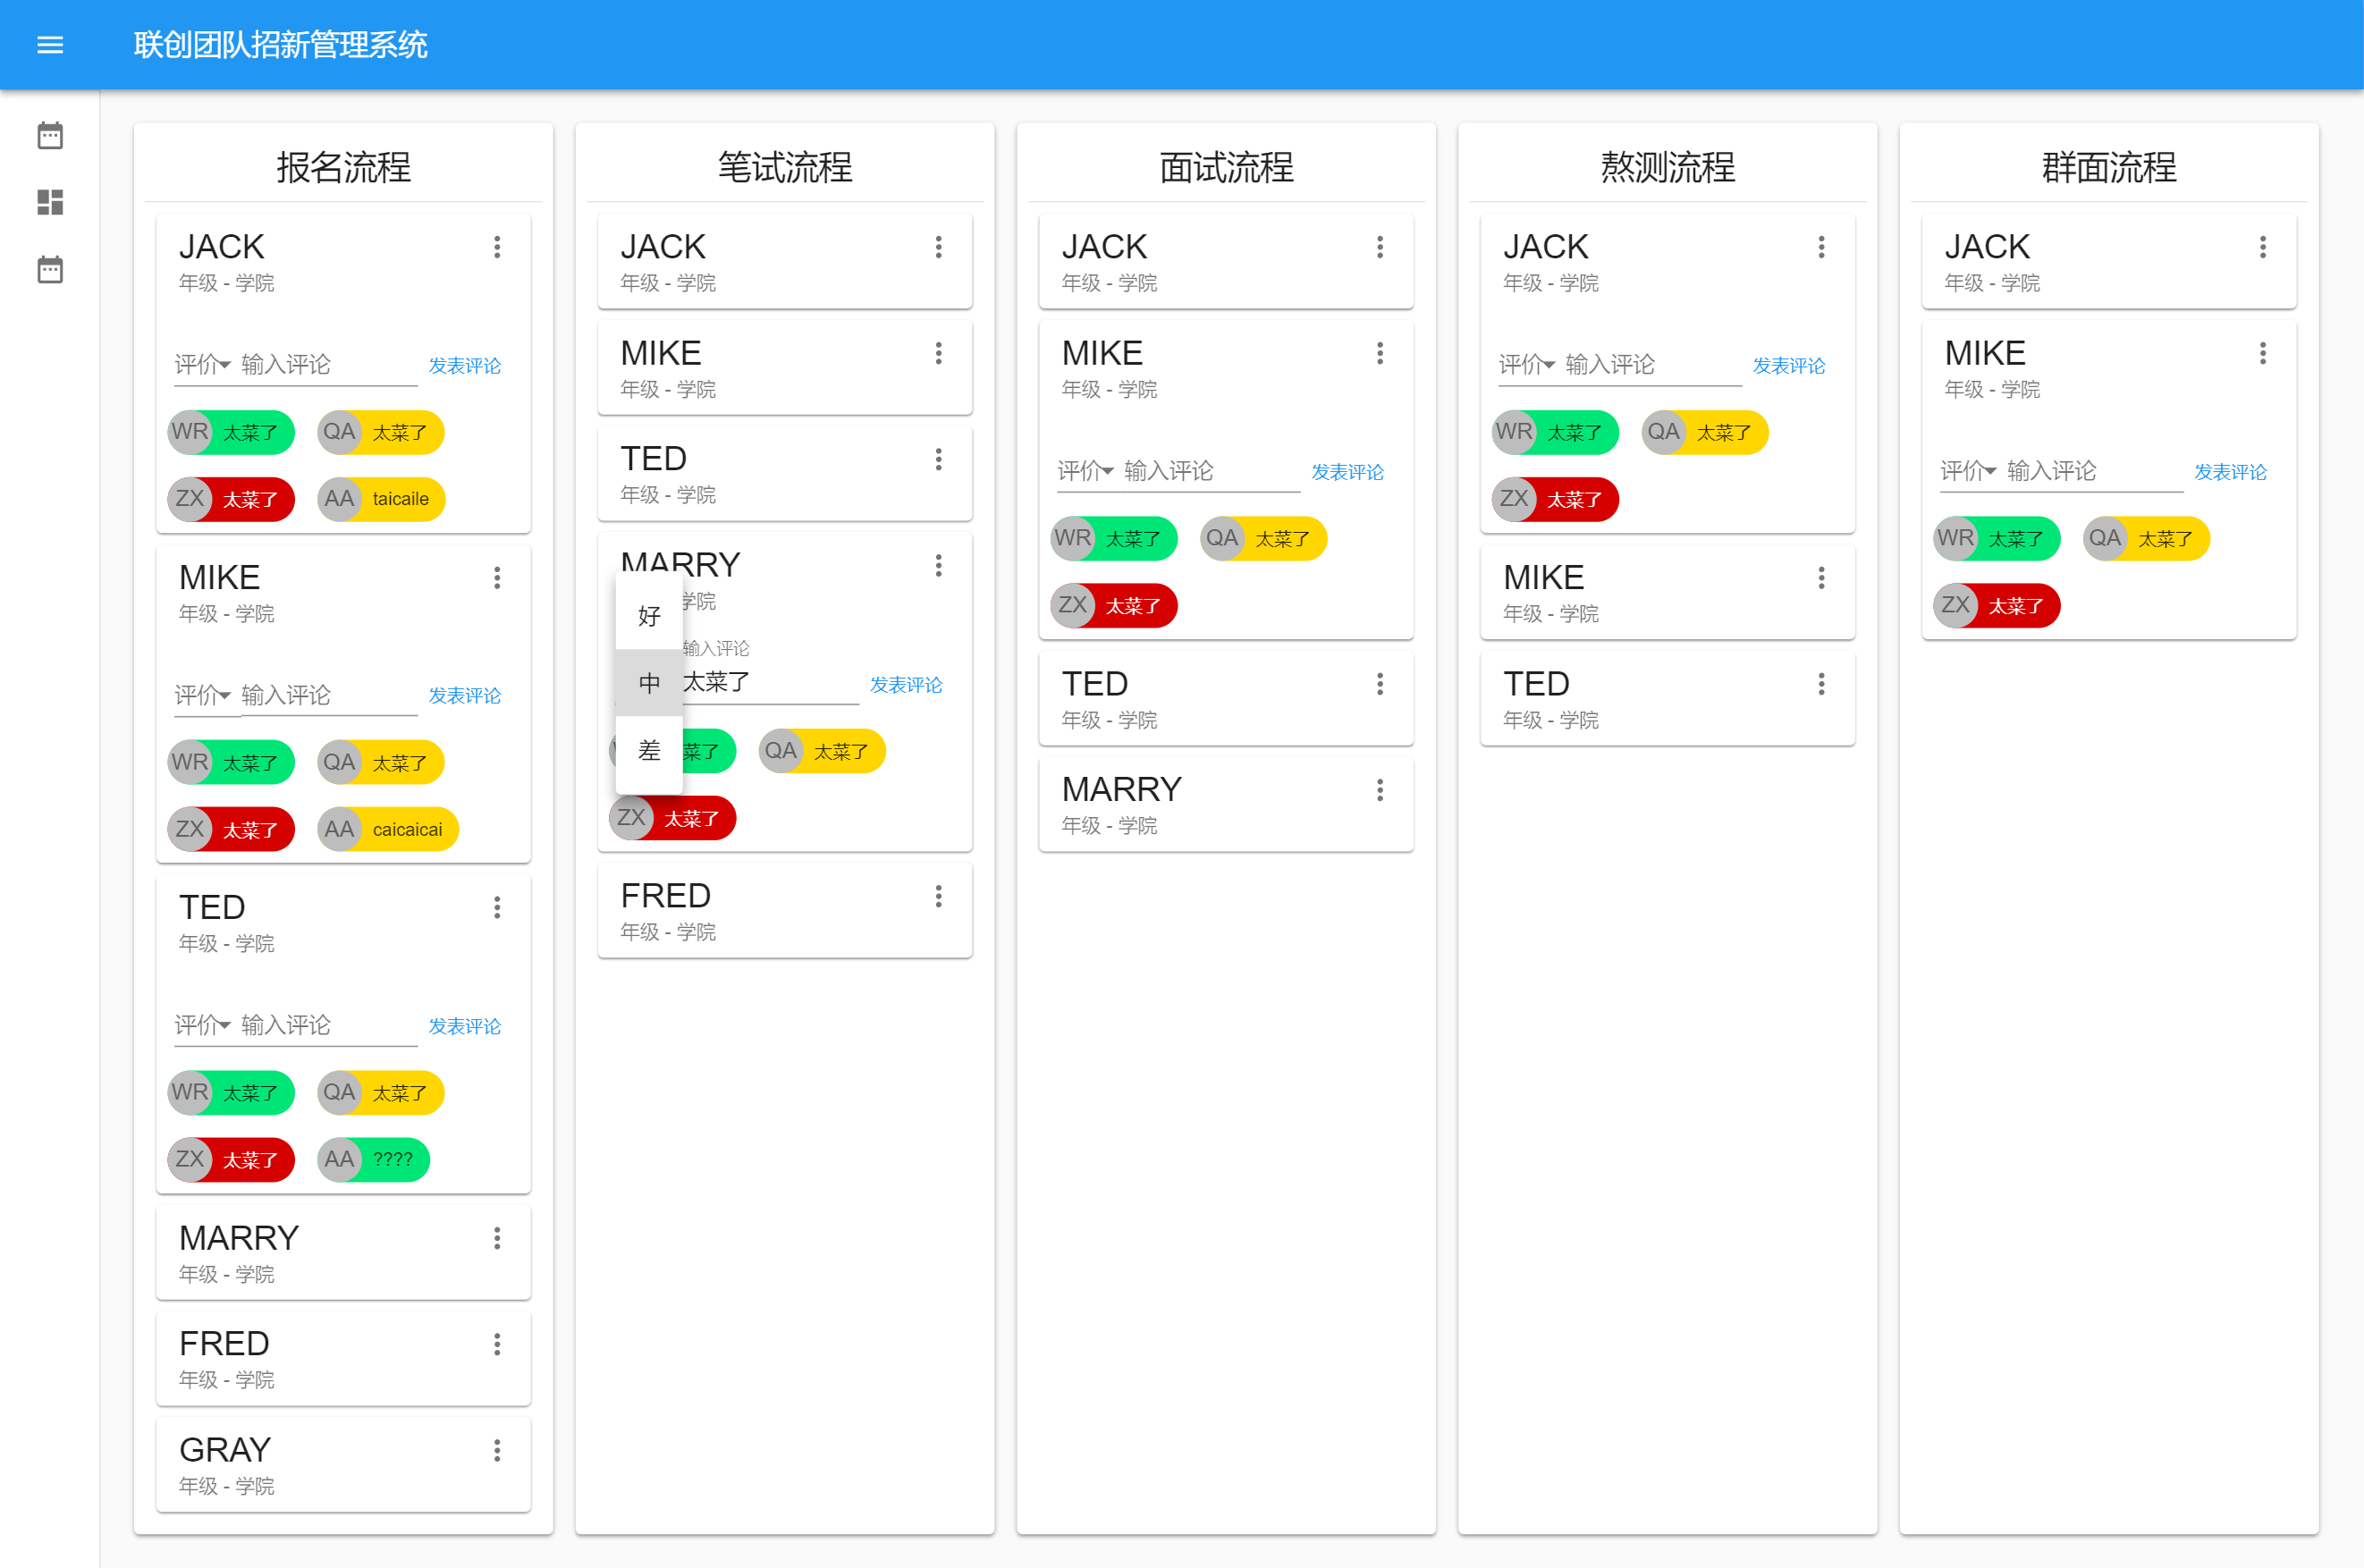 联创团队招新管理系统
报名流程
JACK
年级 - 学院
评价 输入评论 发表评论
WR 太菜了 QA 太菜了
ZX 太菜了 AA taicaile
MIKE
年级 - 学院
评价 输入评论 发表评论
WR 太菜了 QA 太菜了
ZX 太菜了 AA caicaicai
TED
年级 - 学院
评价 输入评论 发表评论
WR 太菜了 QA 太菜了
ZX 太菜了 AA ????
MARRY
年级 - 学院
FRED
年级 - 学院
GRAY
年级 - 学院
笔试流程
JACK
年级 - 学院
MIKE
年级 - 学院
TED
年级 - 学院
MARRY
学院
好
输入评论
中 太菜了 发表评论
差 菜了 QA 太菜了
ZX 太菜了
FRED
年级 - 学院
面试流程
JACK
年级 - 学院
MIKE
年级 - 学院
评价 输入评论 发表评论
WR 太菜了 QA 太菜了
ZX 太菜了
TED
年级 - 学院
MARRY
年级 - 学院
熬测流程
JACK
年级 - 学院
评价 输入评论 发表评论
WR 太菜了 QA 太菜了
ZX 太菜了
MIKE
年级 - 学院
TED
年级 - 学院
群面流程
JACK
年级 - 学院
MIKE
年级 - 学院
评价 输入评论 发表评论
WR 太菜了 QA 太菜了
ZX 太菜了